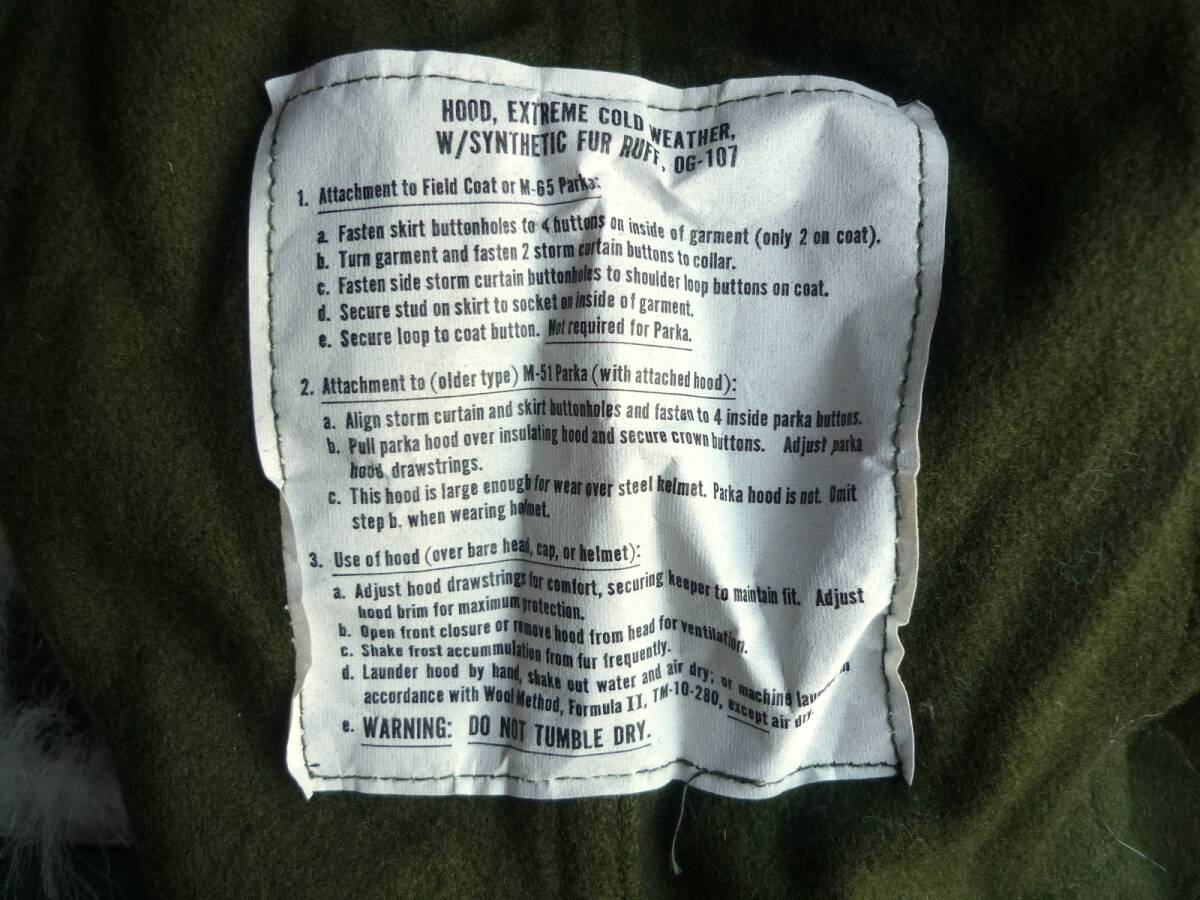 HOOD, EXTREME COLD WEATHER,
W/SYNTHETIC FUR RUFF, OG-107
1. Attachment to Field Coat or M-65 Parka:
a. Fasten skirt buttonholes to 4 buttons on inside of garment (only 2 on coat).
b. Turn garment and fasten 2 storm curtain buttons to collar.
c. Fasten side storm curtain buttonholes to shoulder loop buttons on coat.
d. Secure stud on skirt to socket on inside of garment.
e. Secure loop to coat button. Not required for Parka.
2. Attachment to (older type) M-51 Parka (with attached hood):
a. Align storm curtain and skirt buttonholes and fasten to 4 inside parka buttons.
b. Pull parka hood over insulating hood and secure crown buttons. Adjust parka
hood drawstrings.
c. This hood is large enough for wear over steel helmet. Parka hood is not. Omit
step b. when wearing helmet.
3. Use of hood (over bare head, cap, or helmet):
a. Adjust hood drawstrings for comfort, securing keeper to maintain fit. Adjust
hood brim for maximum protection.
b. Open front closure or remove hood from head for ventilation.
c. Shake frost accummulation from fur frequently.
d. Launder hood by hand, shake out water and air dry; or machine
accordance with Wool Method, Formula II, TM-10-280, except air dry.
e. WARNING: DO NOT TUMBLE DRY.